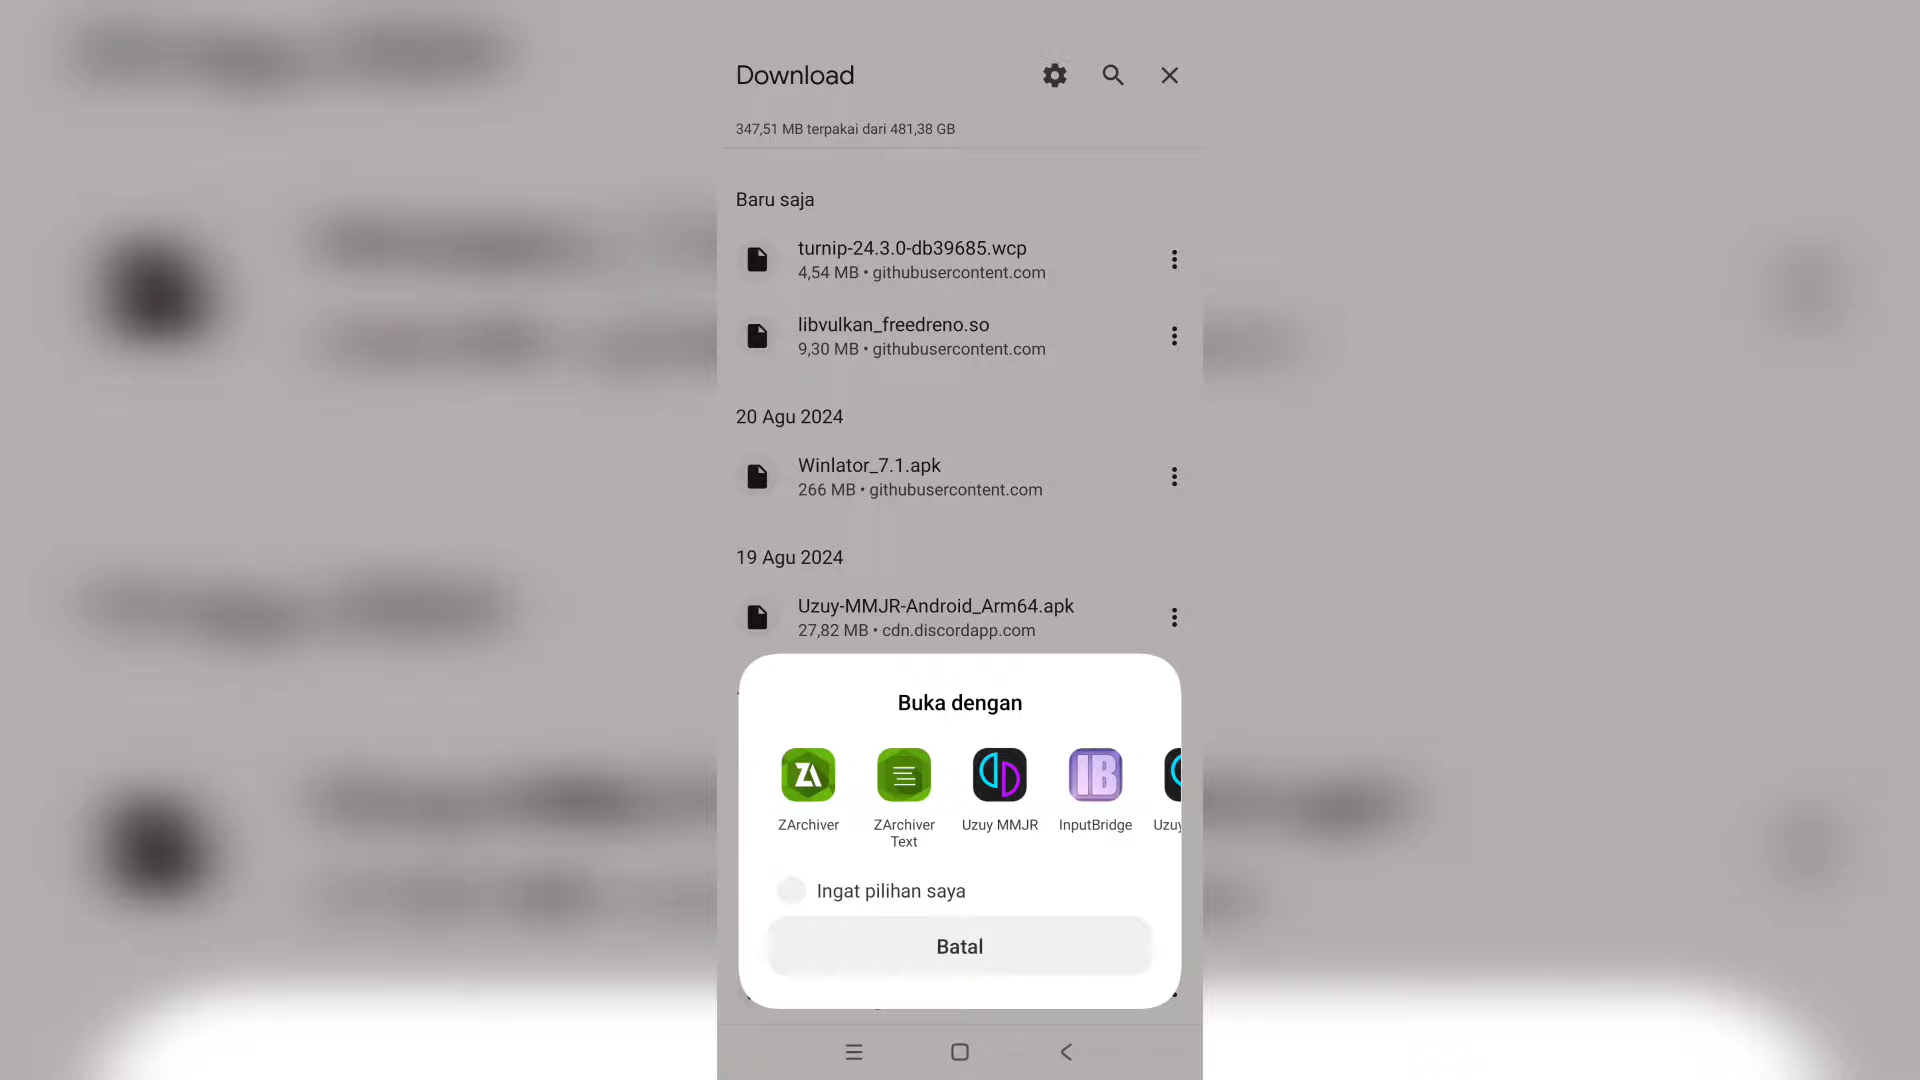 Download
347,51 MB terpakai dari 481,38 GB
Baru saja
turnip-24.3.0-db39685.wcp
4,54 MB • githubusercontent.com
libvulkan_freedreno.so
9,30 MB • githubusercontent.com
20 Agu 2024
Winlator_7.1.apk
266 MB • githubusercontent.com
19 Agu 2024
Uzuy-MMJR-Android_Arm64.apk
27,82 MB • cdn.discordapp.com
Buka dengan
ZA
IB
ZArchiver
ZArchiver Text
Uzuy MMJR
InputBridge
Uzuy
Ingat pilihan saya
Batal